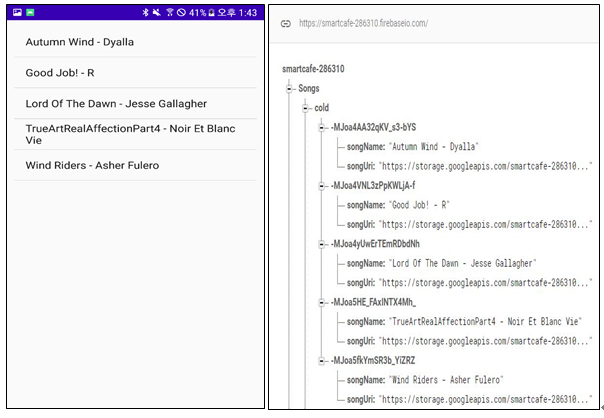 41% 오후 1:43
Autumn Wind - Dyalla
Good Job! - R
Lord Of The Dawn - Jesse Gallagher
TrueArtRealAffectionPart4 - Noir Et Blanc
Vie
Wind Riders - Asher Fulero
https://smartcafe-286310.firebaseio.com/
smartcafe-286310
Songs
cold
-MJoa4AA32qKV_s3-bYS
songName: "Autumn Wind - Dyalla"
songUri: "https://storage.googleapis.com/smartcafe-286310..."
-MJoa4VNL3zPpKWLjA-f
songName: "Good Job! - R"
songUri: "https://storage.googleapis.com/smartcafe-286310..."
-MJoa4yUwErTEmRDbdNh
songName: "Lord Of The Dawn - Jesse Gallagher"
songUri: "https://storage.googleapis.com/smartcafe-286310..."
-MJoa5HE_FAxINTX4Mh_
songName: "TrueArtRealAffectionPart4 - Noir Et Blanc Vie"
songUri: "https://storage.googleapis.com/smartcafe-286310..."
-MJoa5fkYmSR3b_YiZRZ
songName: "Wind Riders - Asher Fulero"
songUri: "https://storage.googleapis.com/smartcafe-286310..."